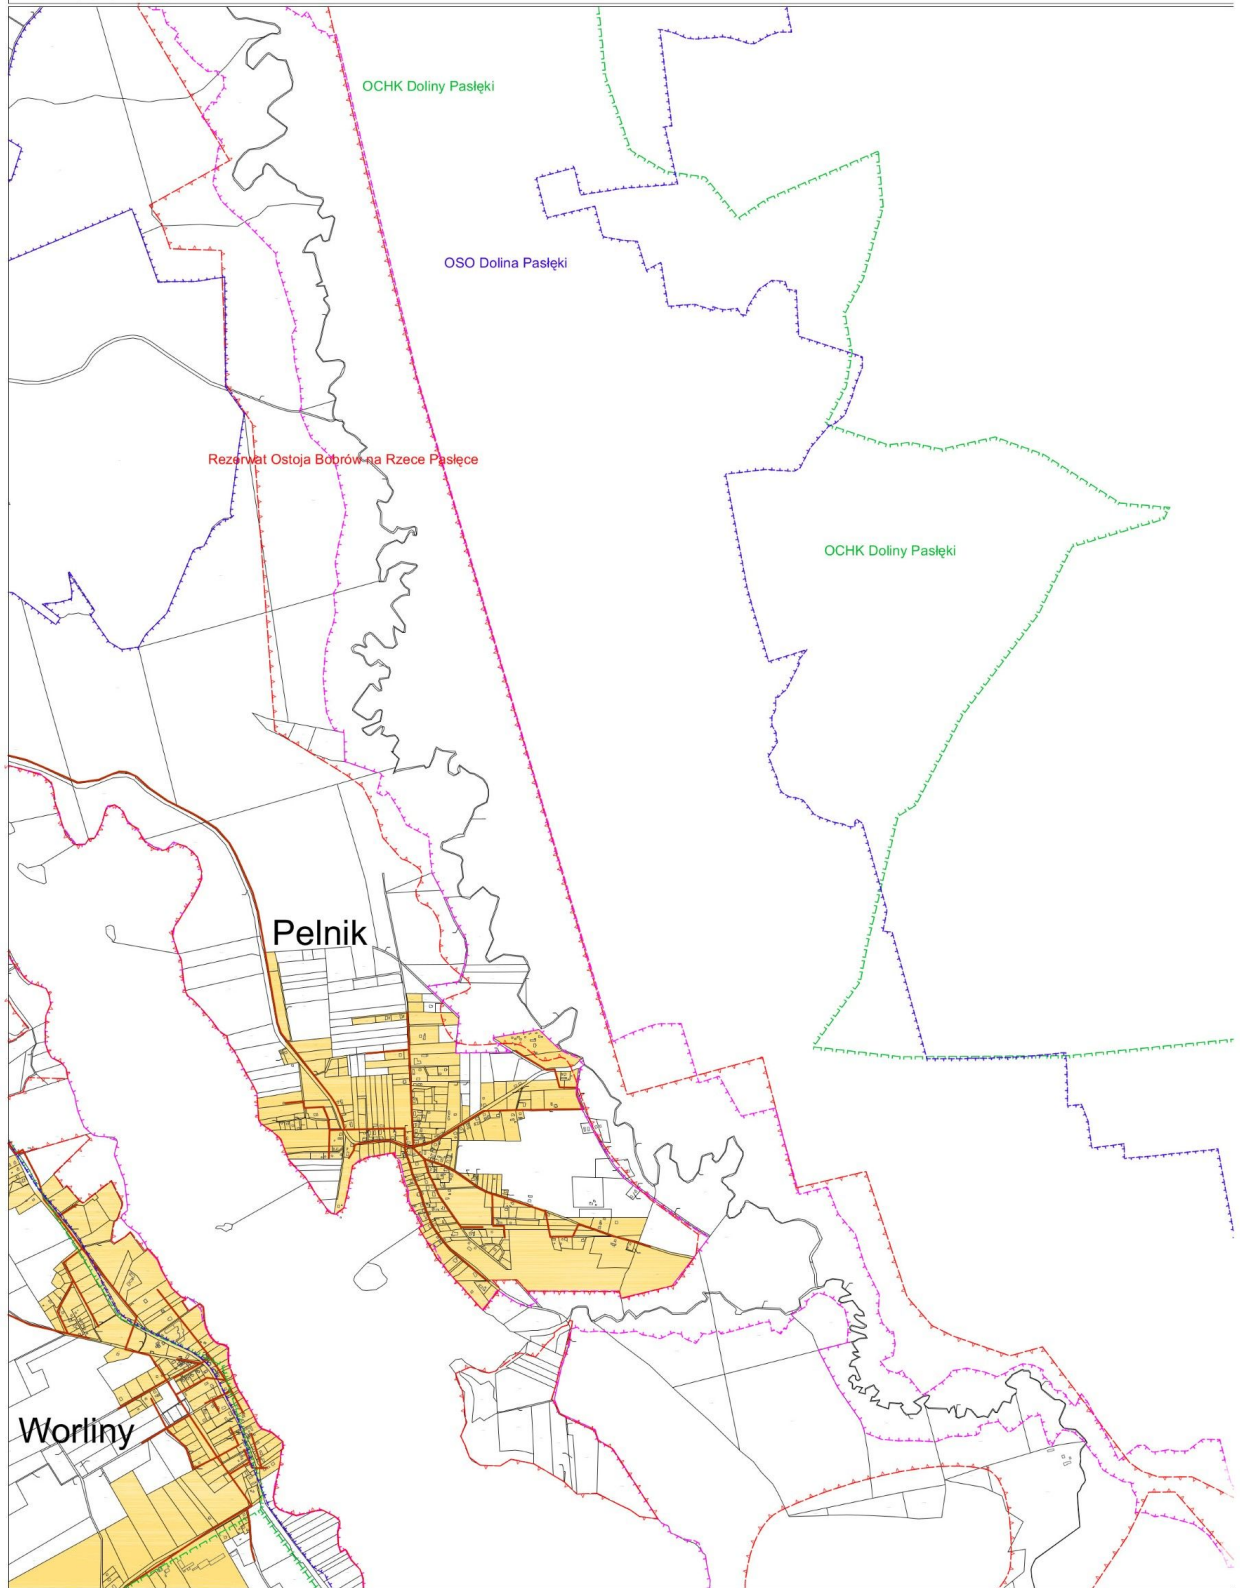 OCHK Doliny Pasłęki
OSO Dolina Pasłęki
Rezerwat Ostoja Bobrów na Rzece Pasłęce
OCHK Doliny Pasłęki
Pelnik
Worliny